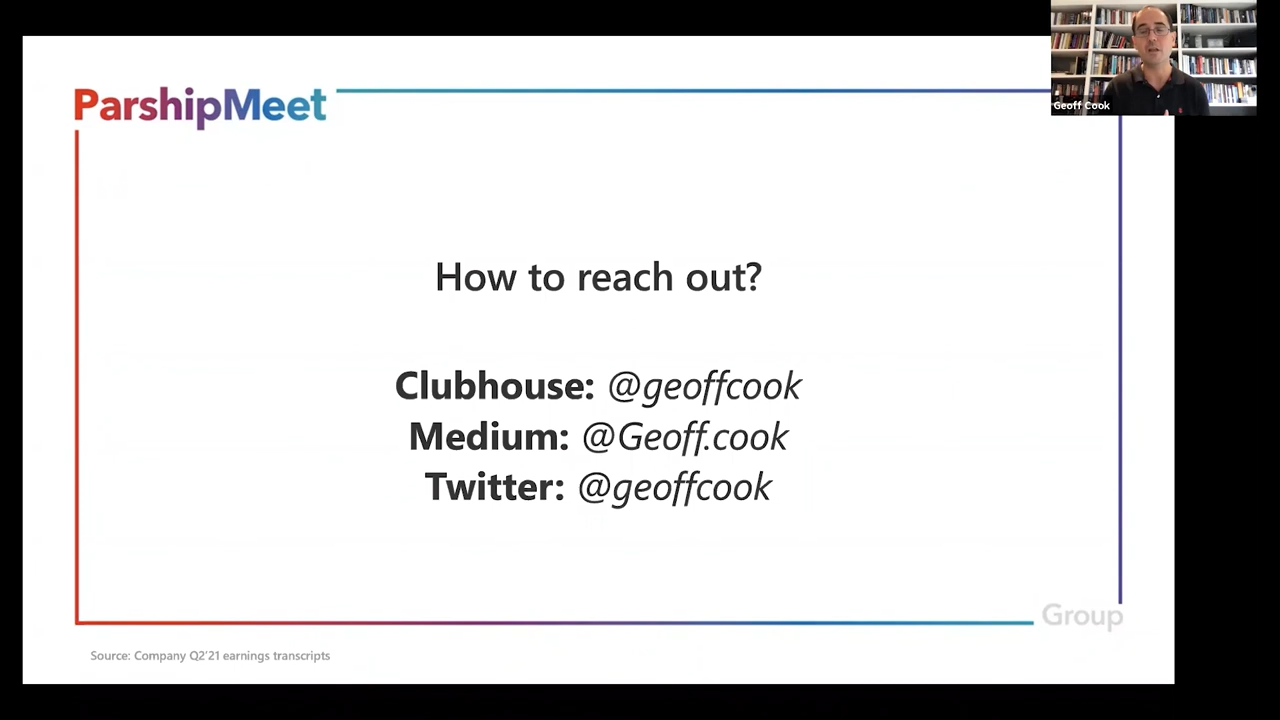 ParshipMeet
Geoff Cook
How to reach out?
Clubhouse: @geoffcook
Medium: @Geoff.cook
Twitter: @geoffcook
Group
Source: Company Q2'21 earnings transcripts